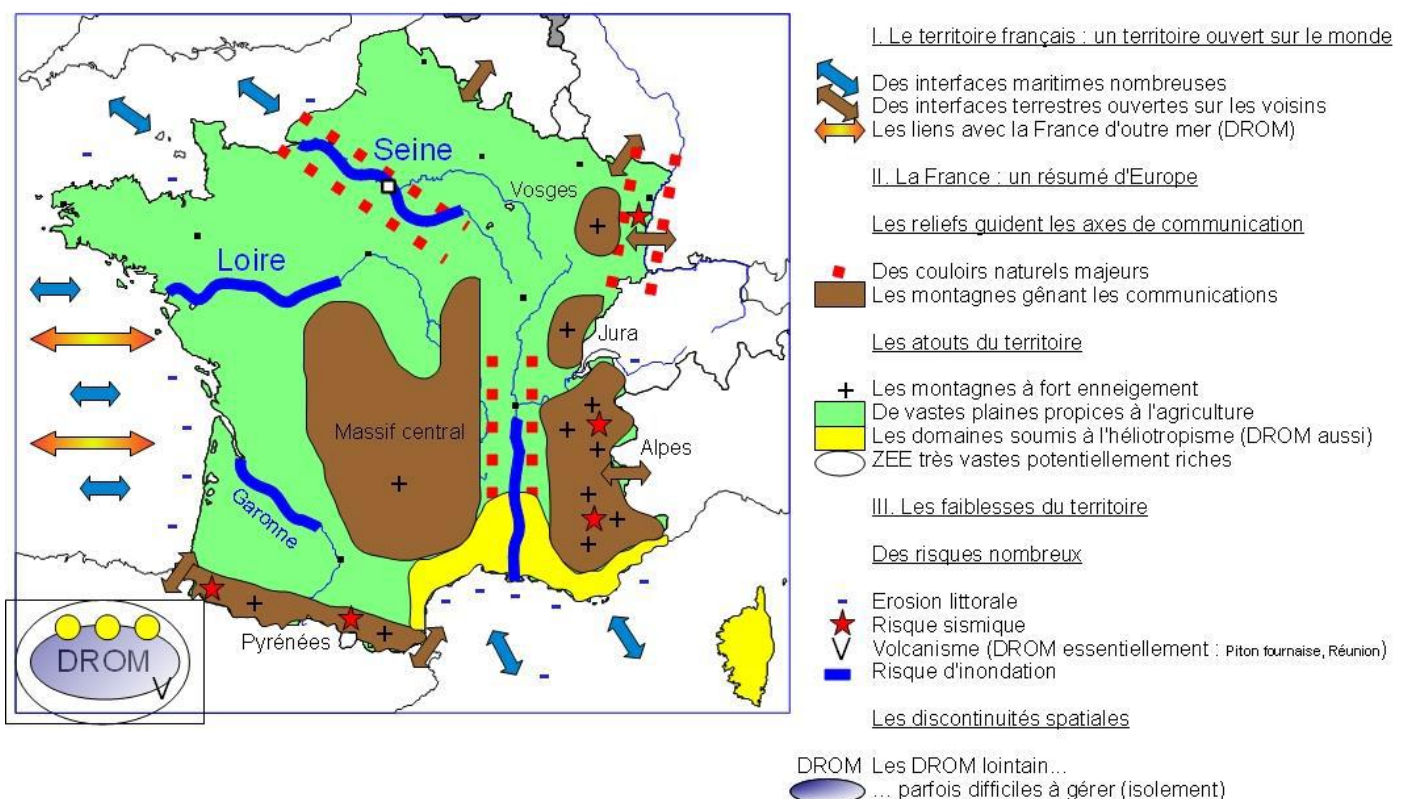 Seine
Vosges
Loire
Jura
Massif central
Alpes
Garonne
Pyrénées
DROM
V
I. Le territoire français : un territoire ouvert sur le monde
Des interfaces maritimes nombreuses
Des interfaces terrestres ouvertes sur les voisins
Les liens avec la France d'outre mer (DROM)
II. La France : un résumé d'Europe
Les reliefs guident les axes de communication
Des couloirs naturels majeurs
Les montagnes gênant les communications
Les atouts du territoire
Les montagnes à fort enneigement
De vastes plaines propices à l'agriculture
Les domaines soumis à l'héliotropisme (DROM aussi)
ZEE très vastes potentiellement riches
III. Les faiblesses du territoire
Des risques nombreux
Erosion littorale
Risque sismique
V Volcanisme (DROM essentiellement : Piton fournaise, Réunion)
Risque d'inondation
Les discontinuités spatiales
DROM Les DROM lointain...
... parfois difficiles à gérer (isolement)